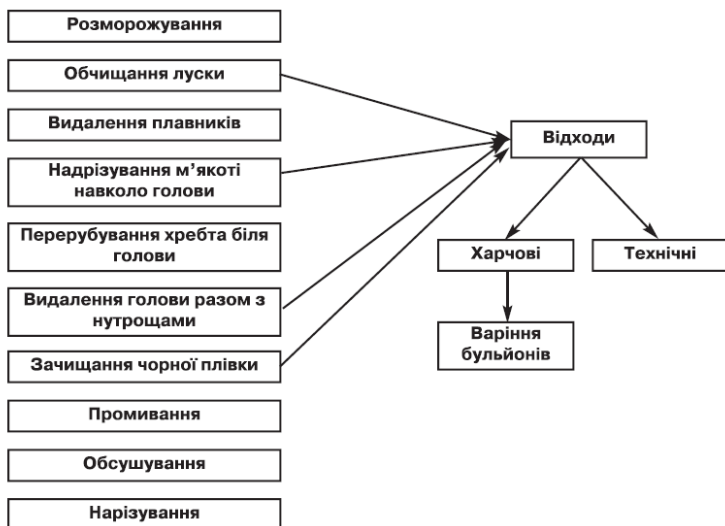 Розморожування
Обчищання луски
Видалення плавників
Надрізування м’якоті
навколо голови
Перерубування хребта біля
голови
Видалення голови разом з
нутрощами
Зачищання чорної плівки
Промивання
Обсушування
Нарізування
Відходи
Харчові
Технічні
Варіння
бульйонів